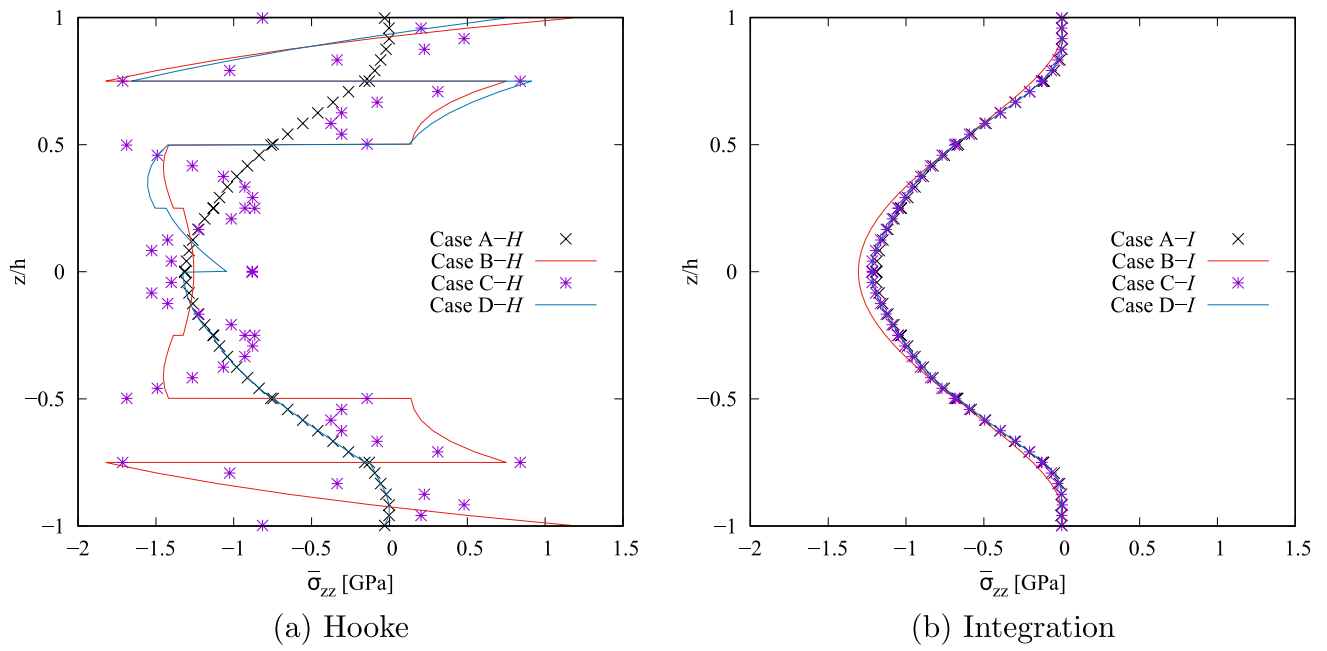 1
0.5
0
−0.5
−1
z/h
−2
−1.5
−1
−0.5
0
0.5
1
1.5
σ̅zz [GPa]
Case A−H
Case B−H
Case C−H
Case D−H
(a) Hooke
1
0.5
0
−0.5
−1
z/h
−2
−1.5
−1
−0.5
0
0.5
1
1.5
σ̅zz [GPa]
Case A−I
Case B−I
Case C−I
Case D−I
(b) Integration